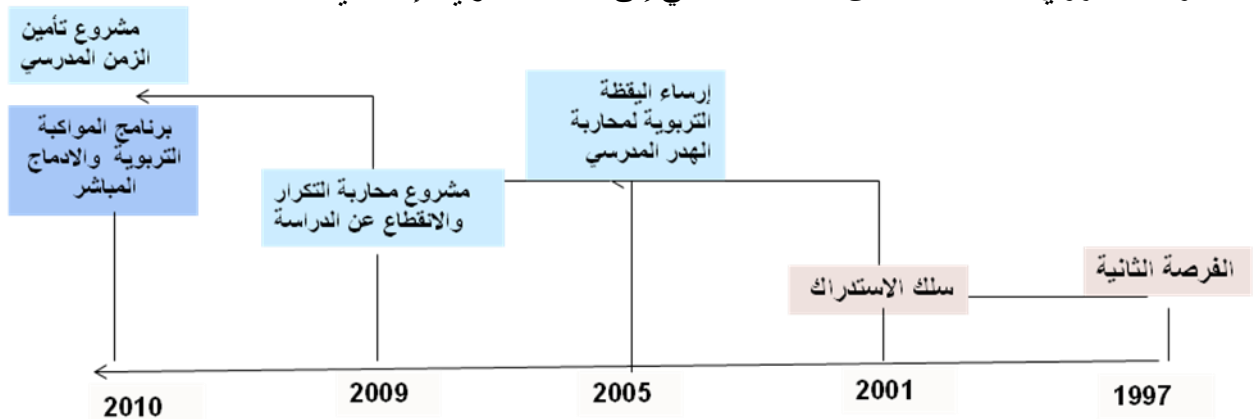 مشروع تأمين
الزمن المدرسي
إرساء اليقظة
التربوية لمحاربة
الهدر المدرسي
برنامج المواكبة
التربوية والادماج
المباشر
مشروع محاربة التكرار
والانقطاع عن الدراسة
الفرصة الثانية
سلك الاستدراك
1997
2001
2005
2009
2010